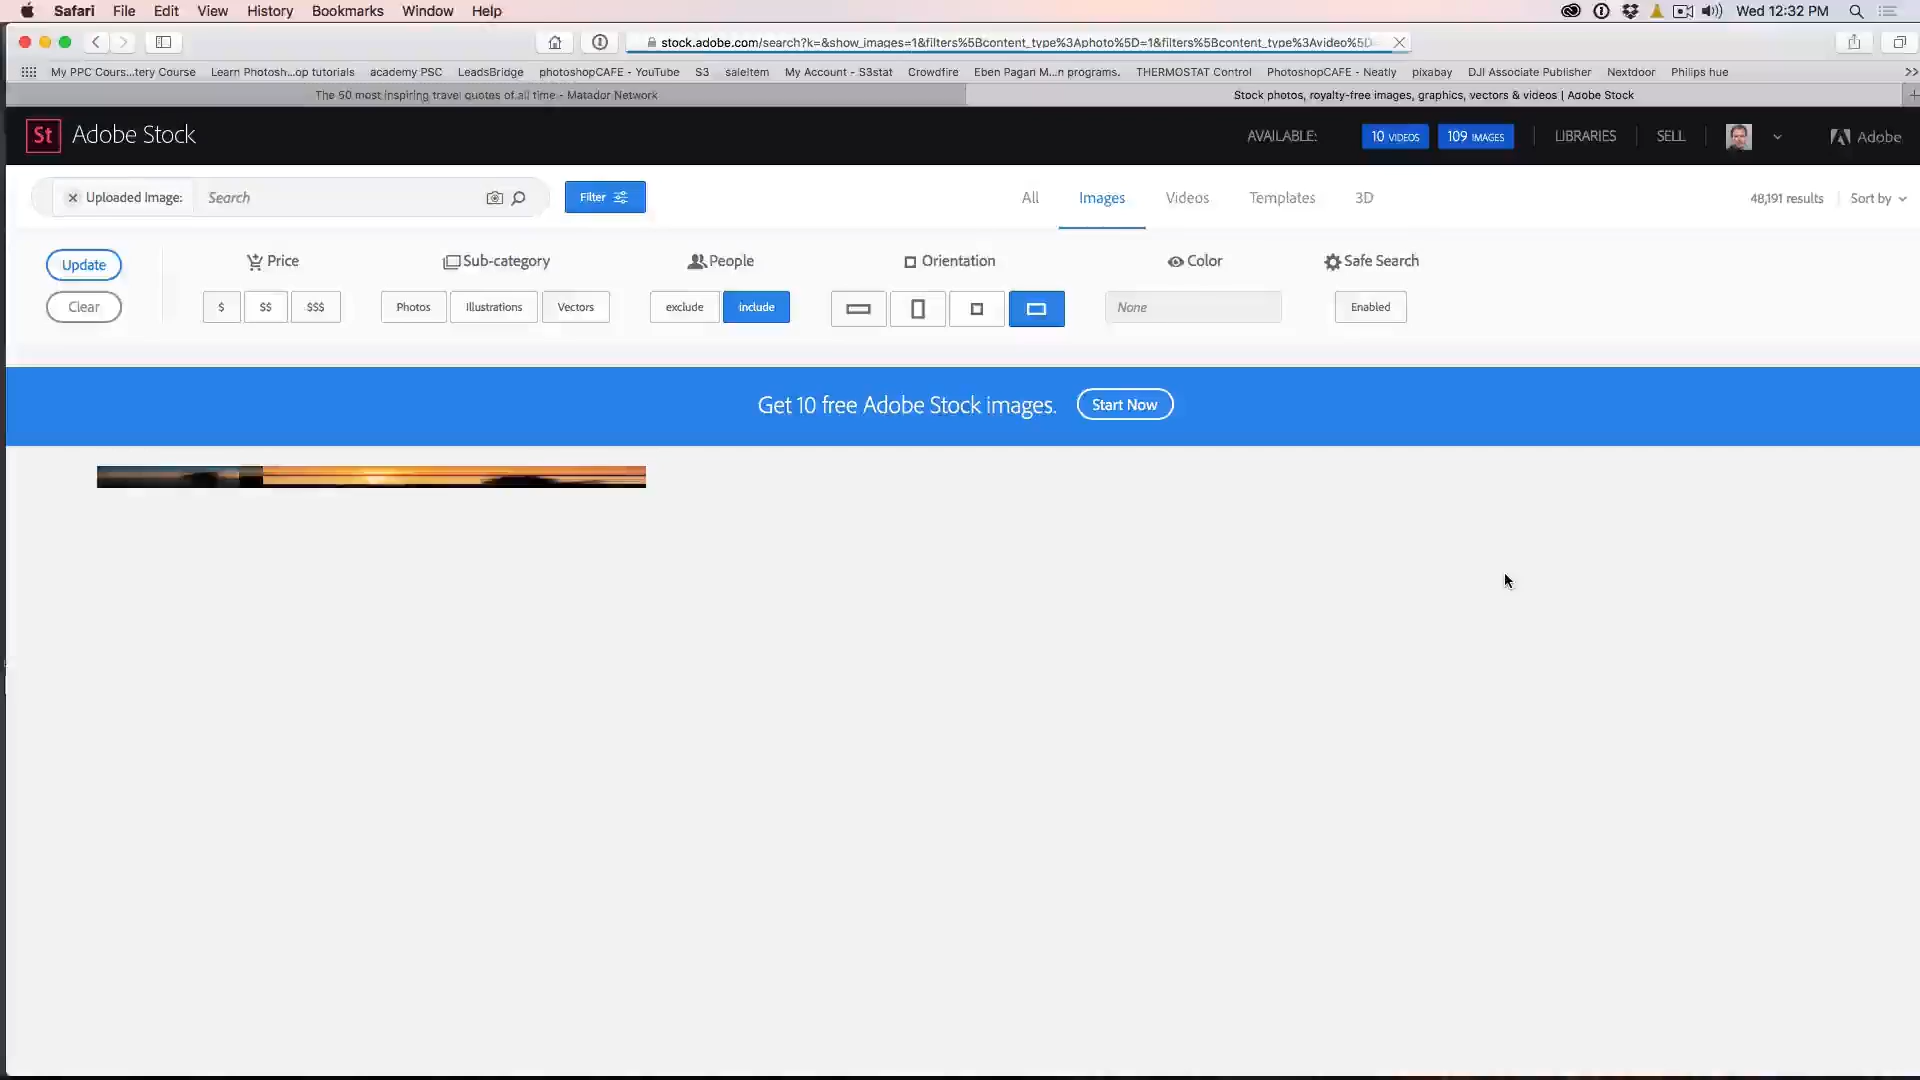 Safari File Edit View History Bookmarks Window Help Wed 12:32 PM
stock.adobe.com/search?k=&show_images=1&filters%5Bcontent_type%3Aphoto%5D=1&filters%5Bcontent_type%3Avideo%5D
My PPC Cours...tery Course Learn Photosh...op tutorials academy PSC LeadsBridge photoshopCAFE - YouTube S3 saleItem My Account - S3stat Crowdfire Eben Pagan M...n programs. THERMOSTAT Control PhotoshopCAFE - Neatly pixabay DJI Associate Publisher Nextdoor Philips hue
The 50 most inspiring travel quotes of all time - Matador Network Stock photos, royalty-free images, graphics, vectors & videos | Adobe Stock
St Adobe Stock AVAILABLE: 10 VIDEOS 109 IMAGES LIBRARIES SELL Adobe
Uploaded Image: Search Filter All Images Videos Templates 3D 48,191 results Sort by
Update Price Sub-category People Orientation Color Safe Search
Clear $ $$ $$$ Photos Illustrations Vectors exclude include None Enabled
Get 10 free Adobe Stock images. Start Now